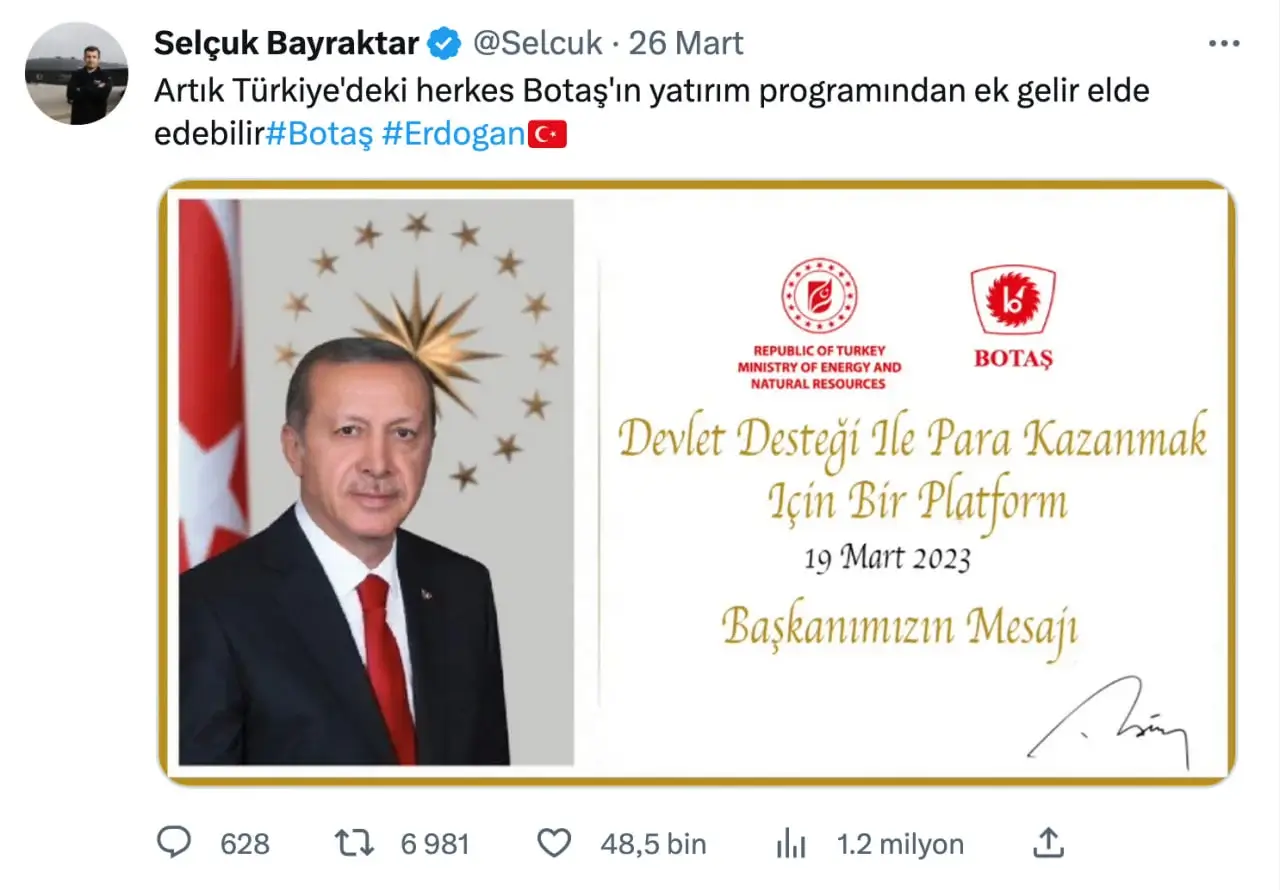 Selçuk Bayraktar @Selcuk · 26 Mart
Artık Türkiye'deki herkes Botaş'ın yatırım programından ek gelir elde
edebilir#Botaş #Erdogan
REPUBLIC OF TURKEY
MINISTRY OF ENERGY AND
NATURAL RESOURCES
BOTAŞ
Devlet Desteği Ile Para Kazanmak
Için Bir Platform
19 Mart 2023
Başkanımızın Mesajı
628 6 981 48,5 bin 1.2 milyon